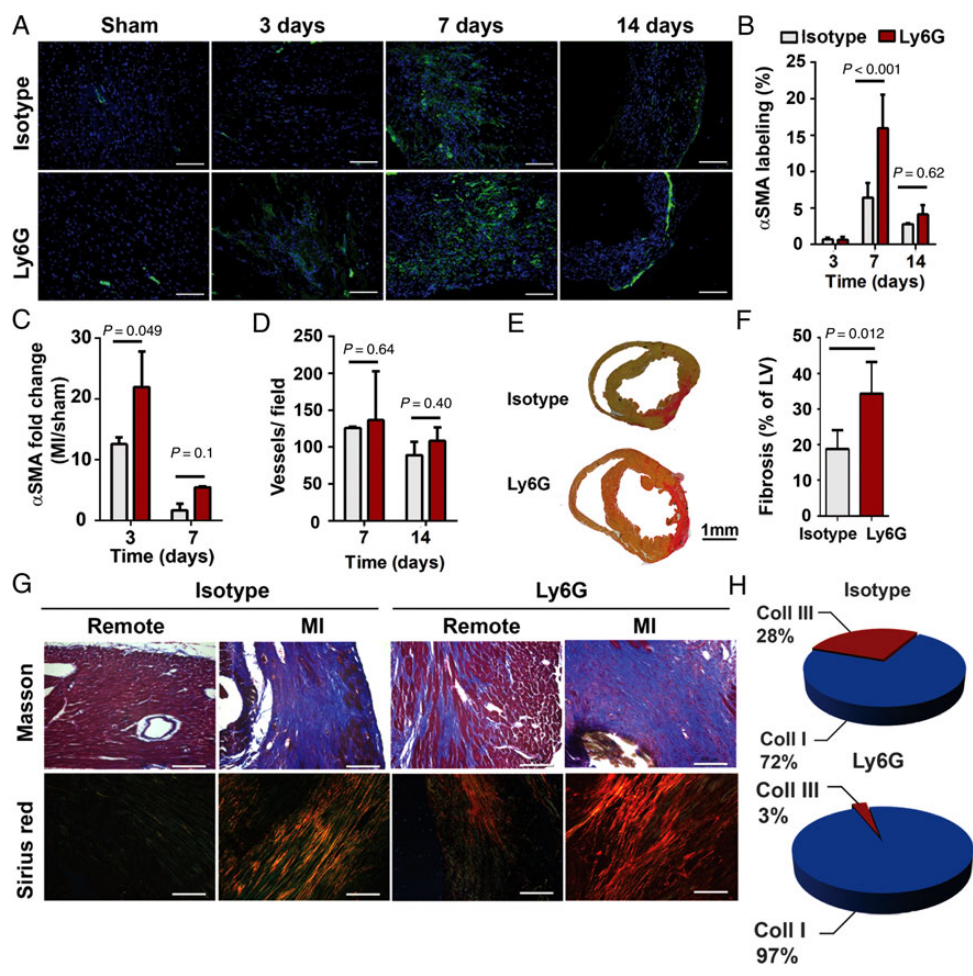 A
Sham
3 days
7 days
14 days
Isotype
Ly6G
B
Isotype
Ly6G
αSMA labeling (%)
25
20
15
10
5
0
P < 0.001
P = 0.62
3
7
14
Time (days)
C
αSMA fold change
(MI/sham)
30
20
10
0
P = 0.049
P = 0.1
3
7
Time (days)
D
Vessels/ field
250
200
150
100
50
0
P = 0.64
P = 0.40
7
14
Time (days)
E
Isotype
Ly6G
1mm
F
Fibrosis (% of LV)
50
40
30
20
10
0
P = 0.012
Isotype
Ly6G
G
Isotype
Ly6G
Remote
MI
Remote
MI
Masson
Sirius red
H
Isotype
Coll III
28%
Coll I
72%
Ly6G
Coll III
3%
Coll I
97%